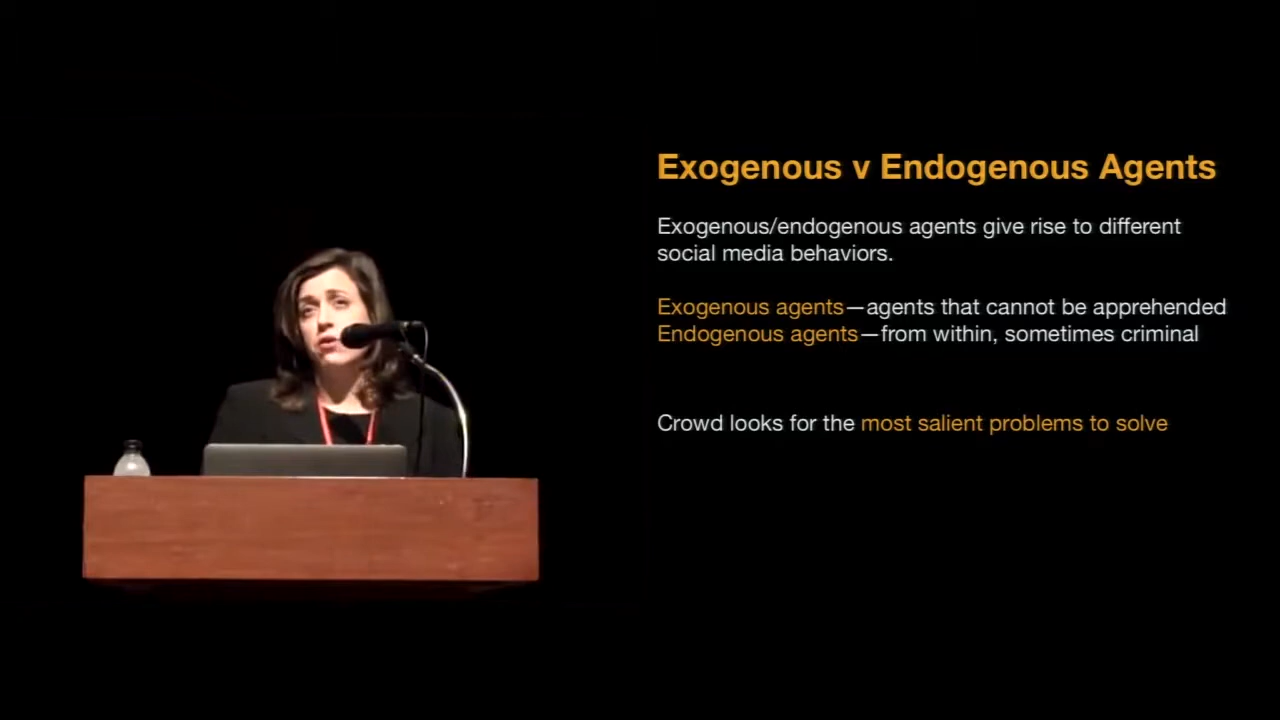 Exogenous v Endogenous Agents
Exogenous/endogenous agents give rise to different
social media behaviors.
Exogenous agents—agents that cannot be apprehended
Endogenous agents—from within, sometimes criminal
Crowd looks for the most salient problems to solve